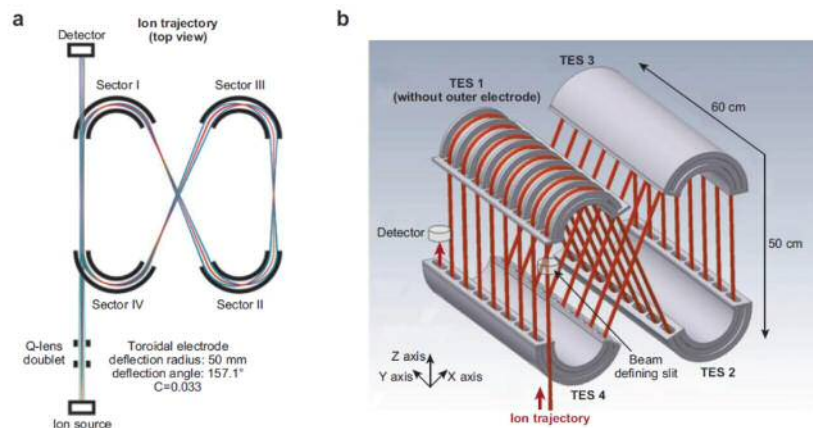 a
Ion trajectory
(top view)
Detector
Sector I
Sector III
Sector IV
Sector II
Q-lens
doublet
Toroidal electrode
deflection radius: 50 mm
deflection angle: 157.1°
C=0.033
Ion source
b
TES 3
TES 1
(without outer electrode)
60 cm
Detector
50 cm
Z axis
Y axis
X axis
Beam
defining slit
TES 2
TES 4
Ion trajectory